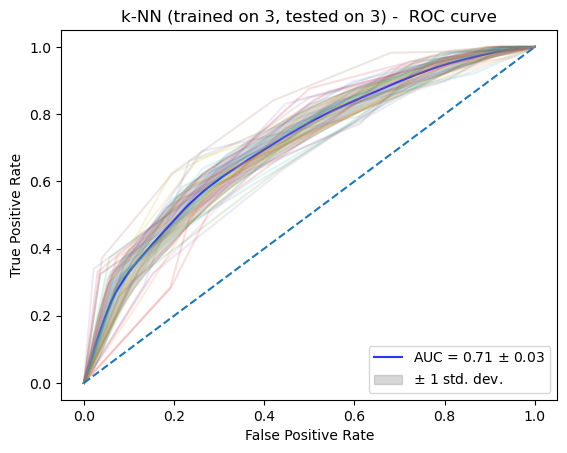 k-NN (trained on 3, tested on 3) -  ROC curve
True Positive Rate
1.0
0.8
0.6
0.4
0.2
0.0
AUC = 0.71 ± 0.03
± 1 std. dev.
0.0 0.2 0.4 0.6 0.8 1.0
False Positive Rate